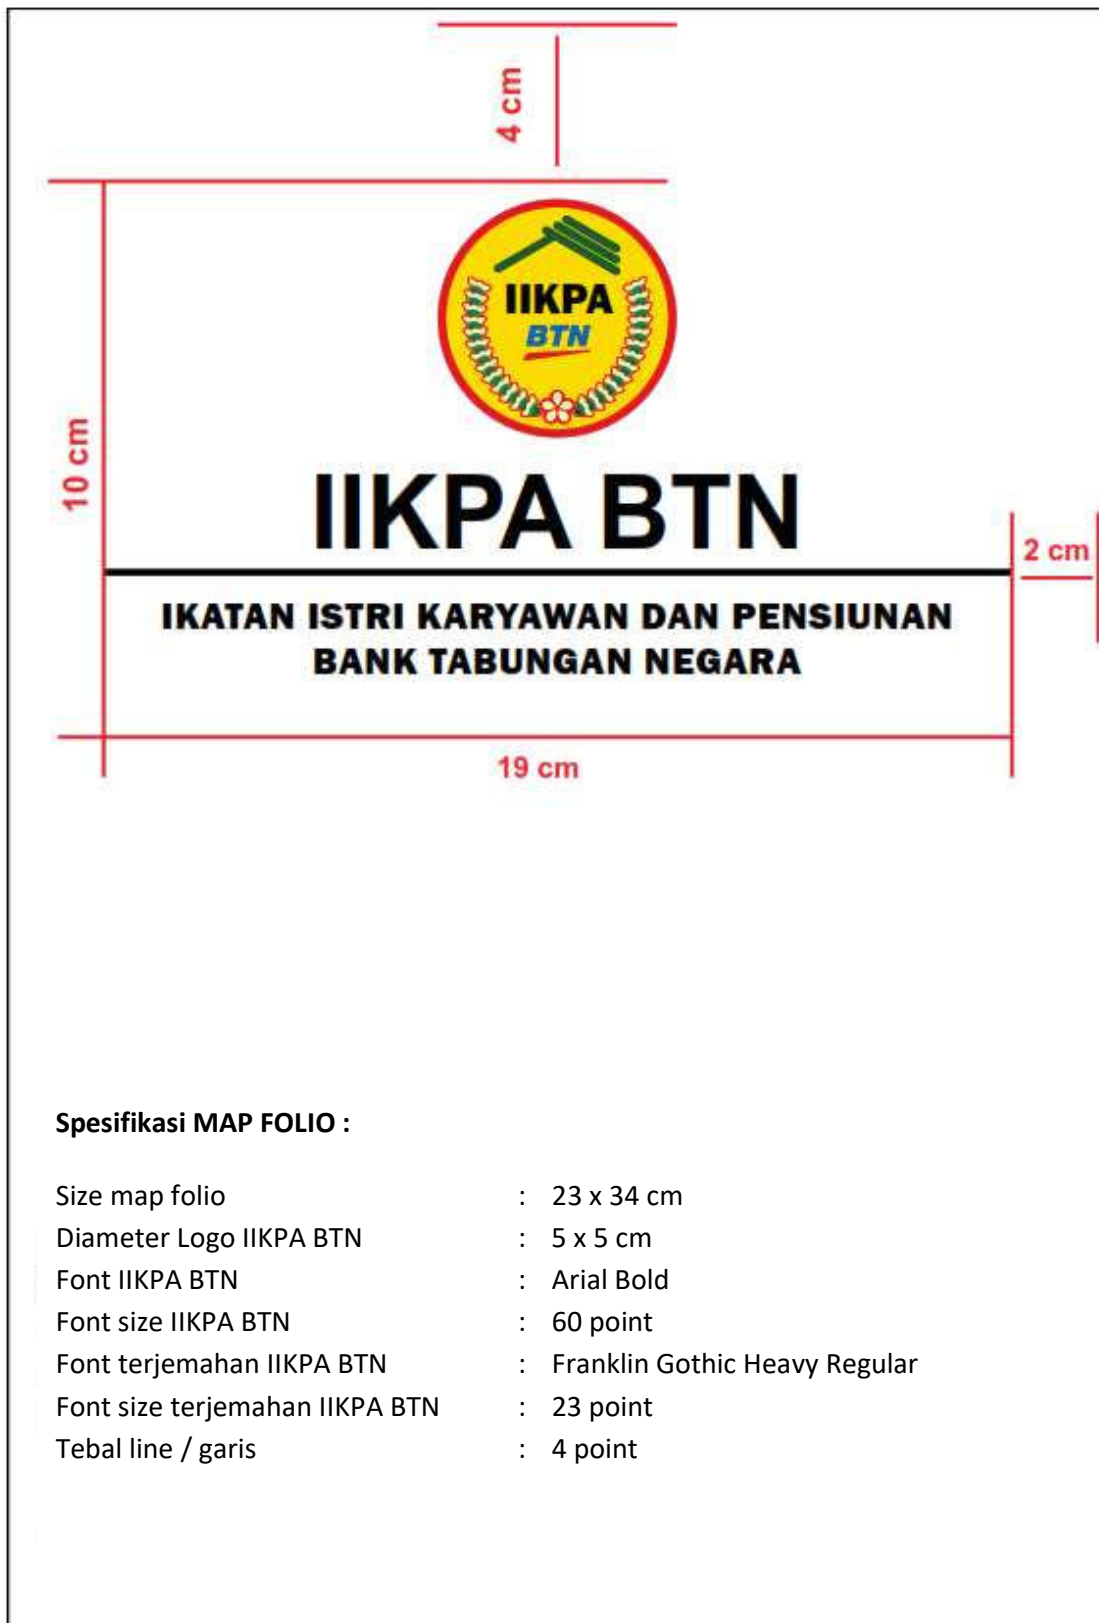 4 cm
IIKPA
BTN
10 cm
IIKPA BTN
2 cm
IKATAN ISTRI KARYAWAN DAN PENSIUNAN
BANK TABUNGAN NEGARA
19 cm
Spesifikasi MAP FOLIO :
Size map folio : 23 x 34 cm
Diameter Logo IIKPA BTN : 5 x 5 cm
Font IIKPA BTN : Arial Bold
Font size IIKPA BTN : 60 point
Font terjemahan IIKPA BTN : Franklin Gothic Heavy Regular
Font size terjemahan IIKPA BTN : 23 point
Tebal line / garis : 4 point